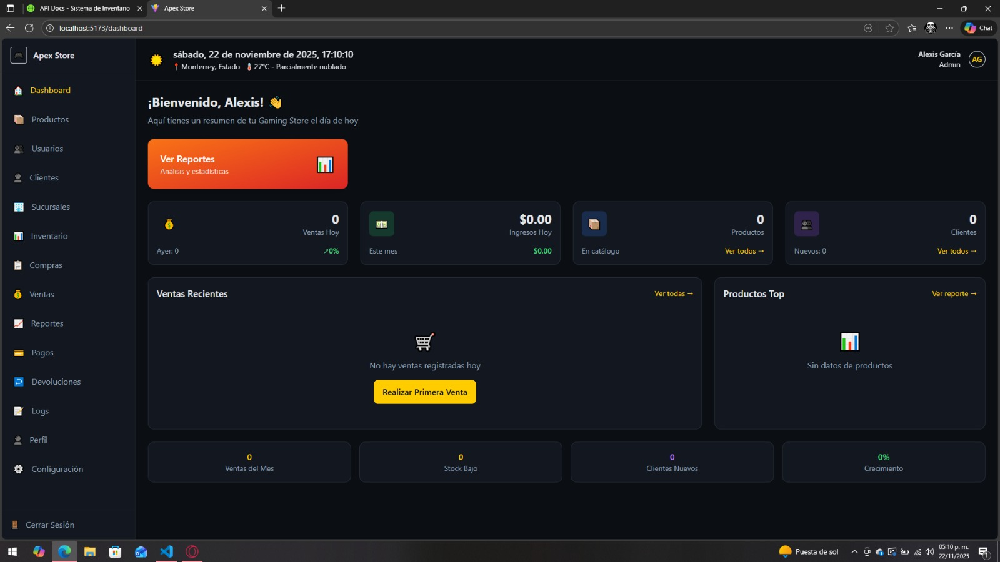 API Docs - Sistema de Inventario
Apex Store
localhost:5173/dashboard
Chat
Apex Store
Dashboard
Productos
Usuarios
Clientes
Sucursales
Inventario
Compras
Ventas
Reportes
Pagos
Devoluciones
Logs
Perfil
Configuración
Cerrar Sesión
sábado, 22 de noviembre de 2025, 17:10:10
Monterrey, Estado 27°C - Parcialmente nublado
Alexis García
Admin
AG
¡Bienvenido, Alexis!
Aquí tienes un resumen de tu Gaming Store el día de hoy
Ver Reportes
Análisis y estadísticas
0
Ventas Hoy
Ayer: 0
↗0%
$0.00
Ingresos Hoy
Este mes
$0.00
0
Productos
En catálogo
Ver todos →
0
Clientes
Nuevos: 0
Ver todos →
Ventas Recientes
Ver todas →
No hay ventas registradas hoy
Realizar Primera Venta
Productos Top
Ver reporte →
Sin datos de productos
0
Ventas del Mes
0
Stock Bajo
0
Clientes Nuevos
0%
Crecimiento
Puesta de sol
05:10 p. m.
22/11/2025
1